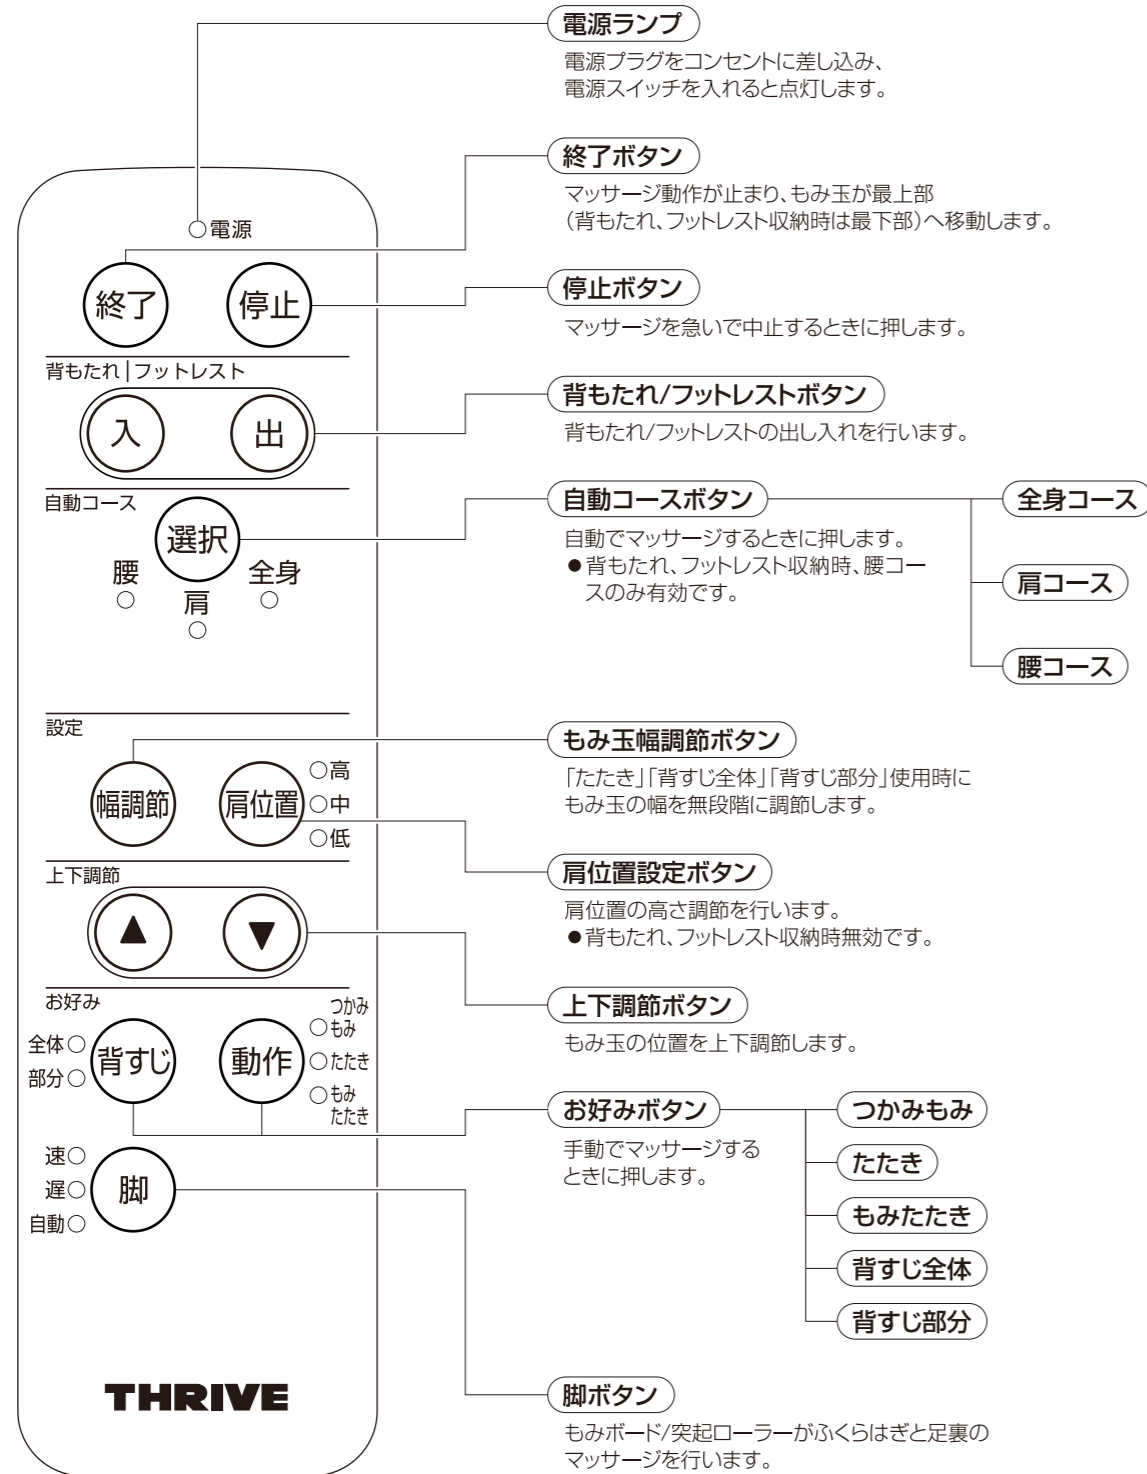 電源ランプ
電源プラグをコンセントに差し込み、
電源スイッチを入れると点灯します。
終了ボタン
マッサージ動作が止まり、もみ玉が最上部
（背もたれ、フットレスト収納時は最下部）へ移動します。
停止ボタン
マッサージを急いで中止するときに押します。
背もたれ/フットレストボタン
背もたれ/フットレストの出し入れを行います。
自動コースボタン
自動でマッサージするときに押します。
●背もたれ、フットレスト収納時、腰コー
スのみ有効です。
全身コース
肩コース
腰コース
もみ玉幅調節ボタン
「たたき」「背すじ全体」「背すじ部分」使用時に
もみ玉の幅を無段階に調節します。
肩位置設定ボタン
肩位置の高さ調節を行います。
●背もたれ、フットレスト収納時無効です。
上下調節ボタン
もみ玉の位置を上下調節します。
お好みボタン
手動でマッサージする
ときに押します。
つかみもみ
たたき
もみたたき
背すじ全体
背すじ部分
脚ボタン
もみボード/突起ローラーがふくらはぎと足裏の
マッサージを行います。
○電源
終了 停止
背もたれ|フットレスト
入 出
自動コース
選択
腰 肩 全身
設定
幅調節 肩位置
○高
○中
○低
上下調節
▲ ▼
お好み
全体○
部分○
背すじ 動作
つかみ
○もみ
○たたき
○もみ
たたき
速○
遅○
自動○
脚
THRIVE